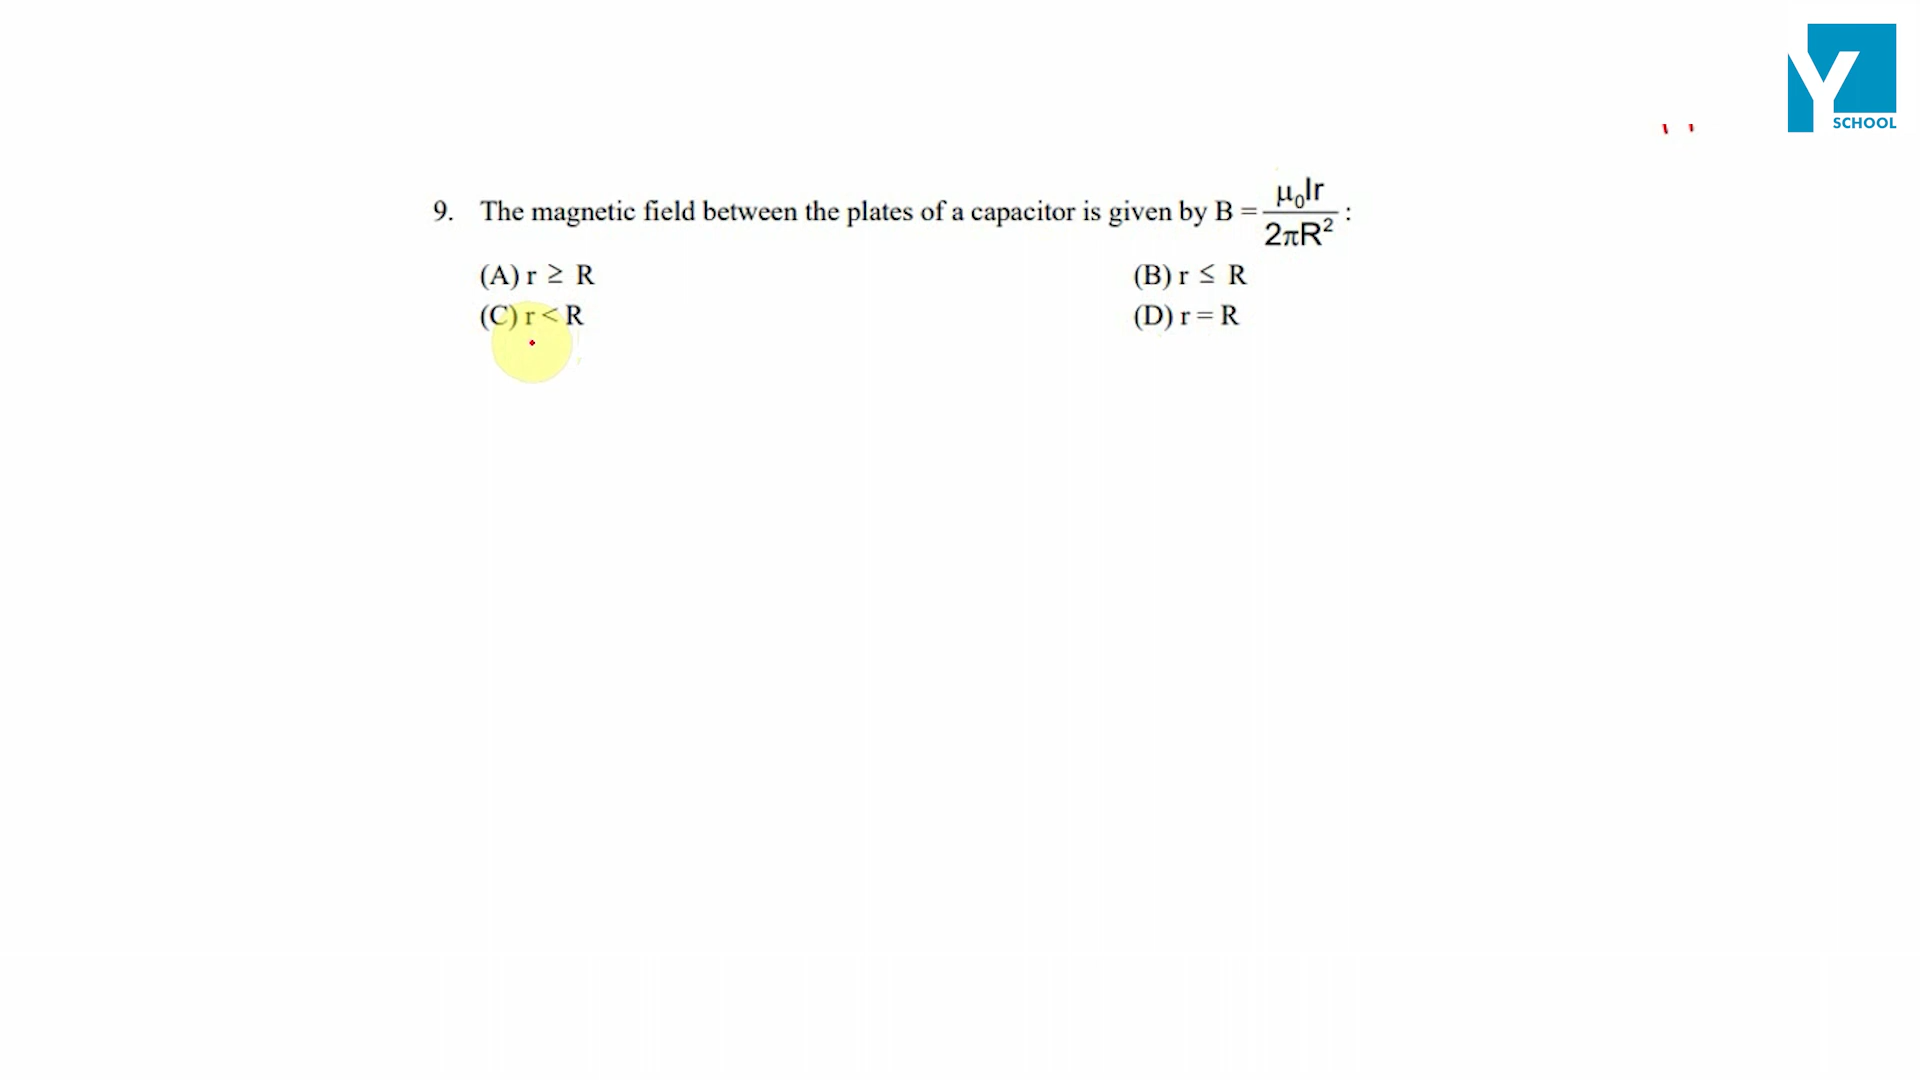 Y
SCHOOL
9. The magnetic field between the plates of a capacitor is given by B = μ₀Ir / 2πR² :
(A) r ≥ R (B) r ≤ R
(C) r < R (D) r = R